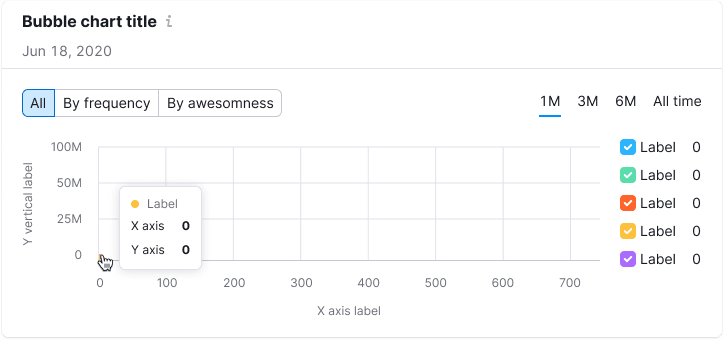 Bubble chart title i
Jun 18, 2020
All By frequency By awesomness
1M 3M 6M All time
Y vertical label
100M
50M
25M
0
Label
X axis 0
Y axis 0
0 100 200 300 400 500 600 700
X axis label
Label 0
Label 0
Label 0
Label 0
Label 0